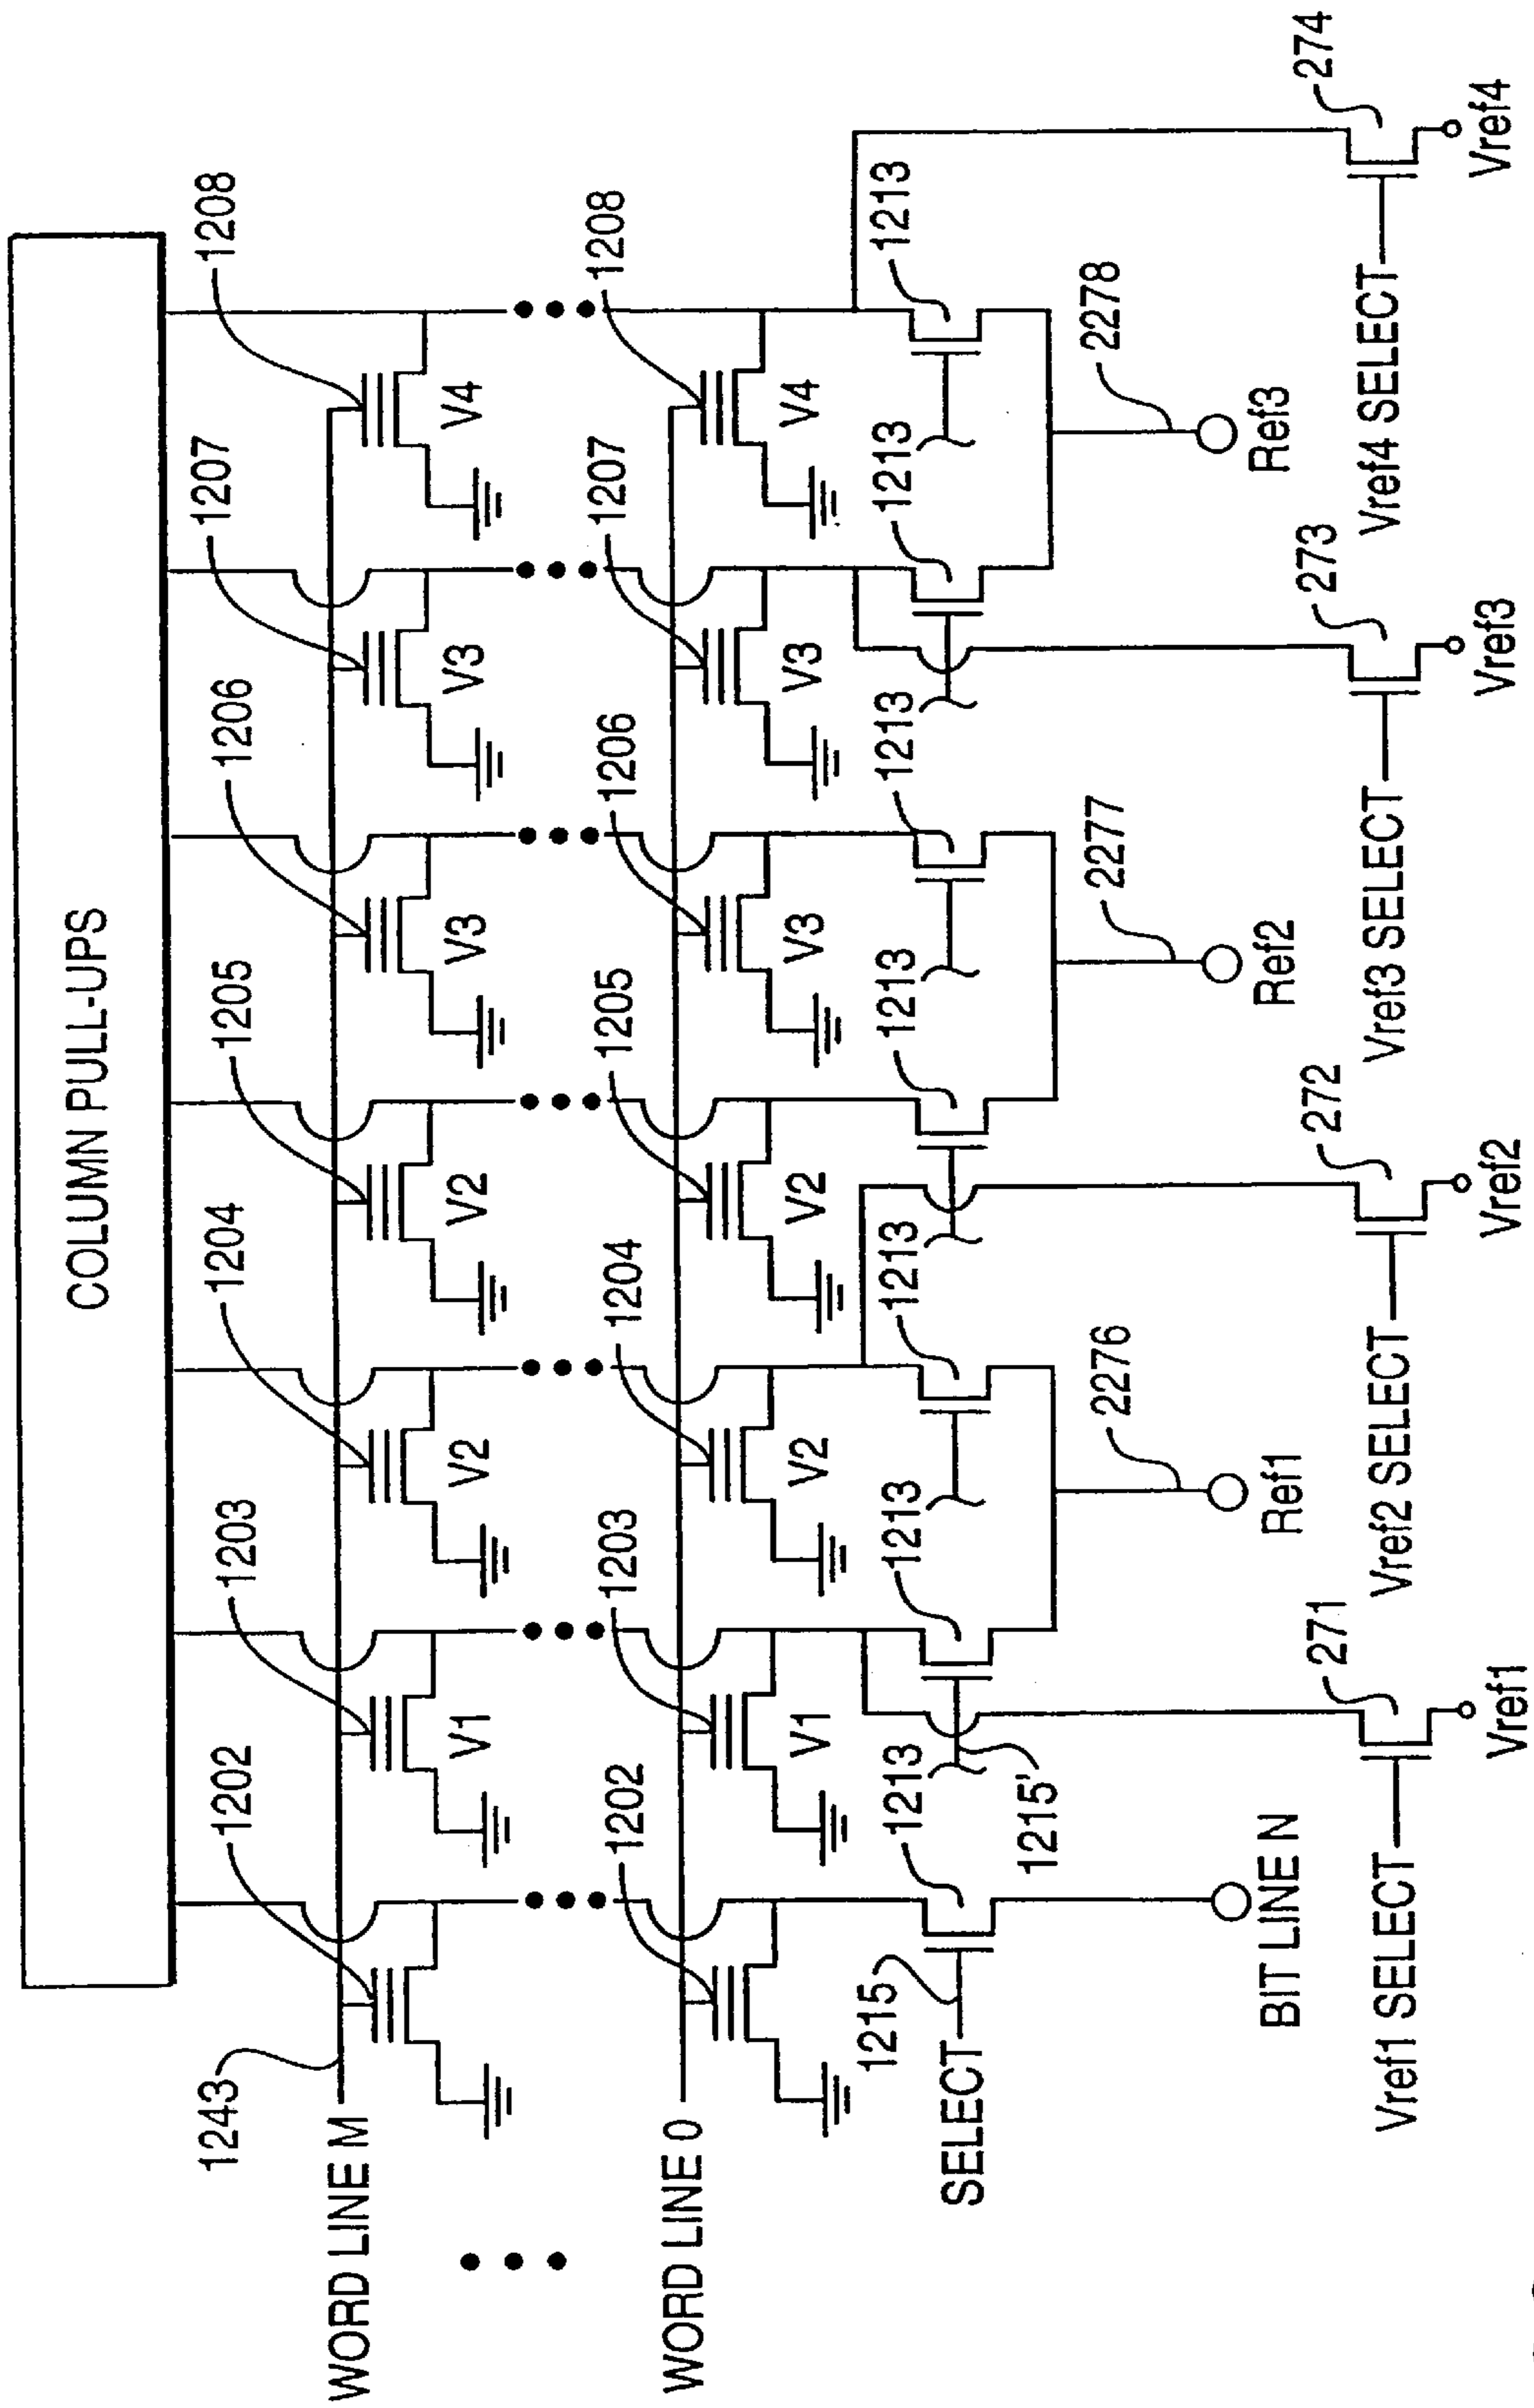 COLUMN PULL-UPS
1243
1202
1203
1204
1205
1206
1207
1208
WORD LINE M
V1
V2
V2
V3
V3
V4
1202
1203
1204
1205
1206
1207
1208
WORD LINE 0
V1
V2
V2
V3
V3
V4
1215
1213
1213
1213
1213
1213
1213
1213
SELECT
1215'
2276
2277
2278
BIT LINE N
Ref1
Ref2
Ref3
271
272
273
274
Vref1 SELECT
Vref2 SELECT
Vref3 SELECT
Vref4 SELECT
Vref1
Vref2
Vref3
Vref4